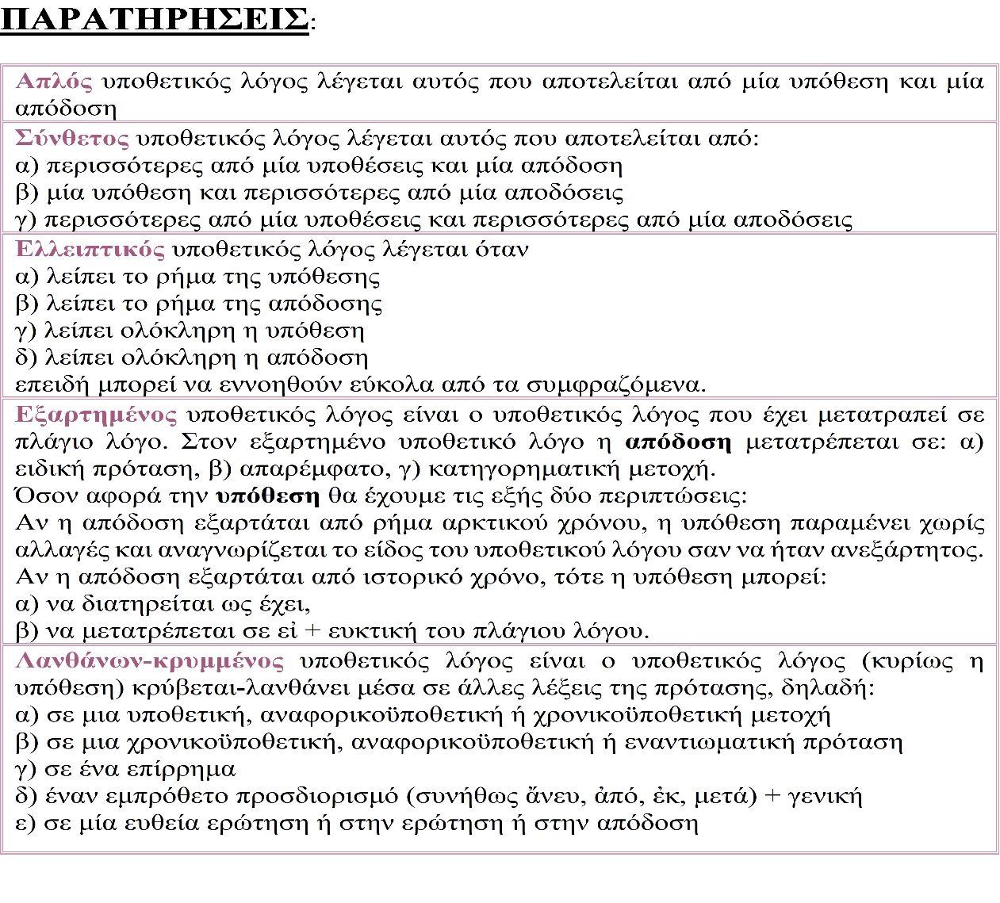 ΠΑΡΑΤΗΡΗΣΕΙΣ:
Απλός υποθετικός λόγος λέγεται αυτός που αποτελείται από μία υπόθεση και μία
απόδοση
Σύνθετος υποθετικός λόγος λέγεται αυτός που αποτελείται από:
α) περισσότερες από μία υποθέσεις και μία απόδοση
β) μία υπόθεση και περισσότερες από μία αποδόσεις
γ) περισσότερες από μία υποθέσεις και περισσότερες από μία αποδόσεις
Ελλειπτικός υποθετικός λόγος λέγεται όταν
α) λείπει το ρήμα της υπόθεσης
β) λείπει το ρήμα της απόδοσης
γ) λείπει ολόκληρη η υπόθεση
δ) λείπει ολόκληρη η απόδοση
επειδή μπορεί να εννοηθούν εύκολα από τα συμφραζόμενα.
Εξαρτημένος υποθετικός λόγος είναι ο υποθετικός λόγος που έχει μετατραπεί σε
πλάγιο λόγο. Στον εξαρτημένο υποθετικό λόγο η απόδοση μετατρέπεται σε: α)
ειδική πρόταση, β) απαρέμφατο, γ) κατηγορηματική μετοχή.
Όσον αφορά την υπόθεση θα έχουμε τις εξής δύο περιπτώσεις:
Αν η απόδοση εξαρτάται από ρήμα αρκτικού χρόνου, η υπόθεση παραμένει χωρίς
αλλαγές και αναγνωρίζεται το είδος του υποθετικού λόγου σαν να ήταν ανεξάρτητος.
Αν η απόδοση εξαρτάται από ιστορικό χρόνο, τότε η υπόθεση μπορεί:
α) να διατηρείται ως έχει,
β) να μετατρέπεται σε εἰ + ευκτική του πλάγιου λόγου.
Λανθάνων-κρυμμένος υποθετικός λόγος είναι ο υποθετικός λόγος (κυρίως η
υπόθεση) κρύβεται-λανθάνει μέσα σε άλλες λέξεις της πρότασης, δηλαδή:
α) σε μια υποθετική, αναφορικοϋποθετική ή χρονικοϋποθετική μετοχή
β) σε μια χρονικοϋποθετική, αναφορικοϋποθετική ή εναντιωματική πρόταση
γ) σε ένα επίρρημα
δ) έναν εμπρόθετο προσδιορισμό (συνήθως ἄνευ, ἀπό, ἐκ, μετά) + γενική
ε) σε μία ευθεία ερώτηση ή στην ερώτηση ή στην απόδοση